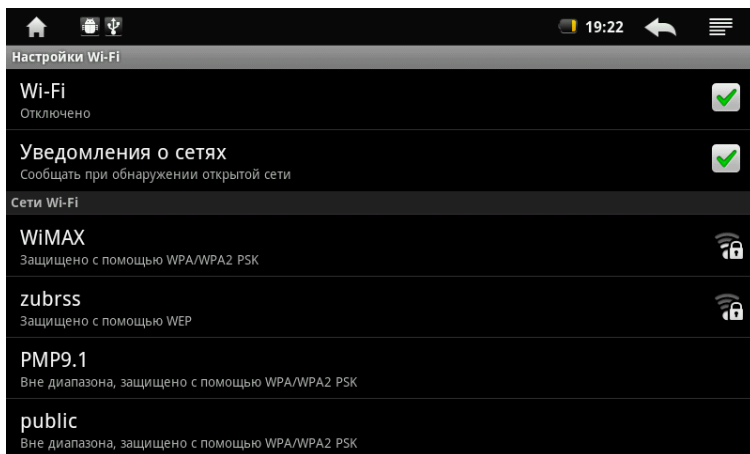 19:22
Настройки Wi-Fi
Wi-Fi
Отключено
Уведомления о сетях
Сообщать при обнаружении открытой сети
Сети Wi-Fi
WiMAX
Защищено с помощью WPA/WPA2 PSK
zubrss
Защищено с помощью WEP
PMP9.1
Вне диапазона, защищено с помощью WPA/WPA2 PSK
public
Вне диапазона, защищено с помощью WPA/WPA2 PSK